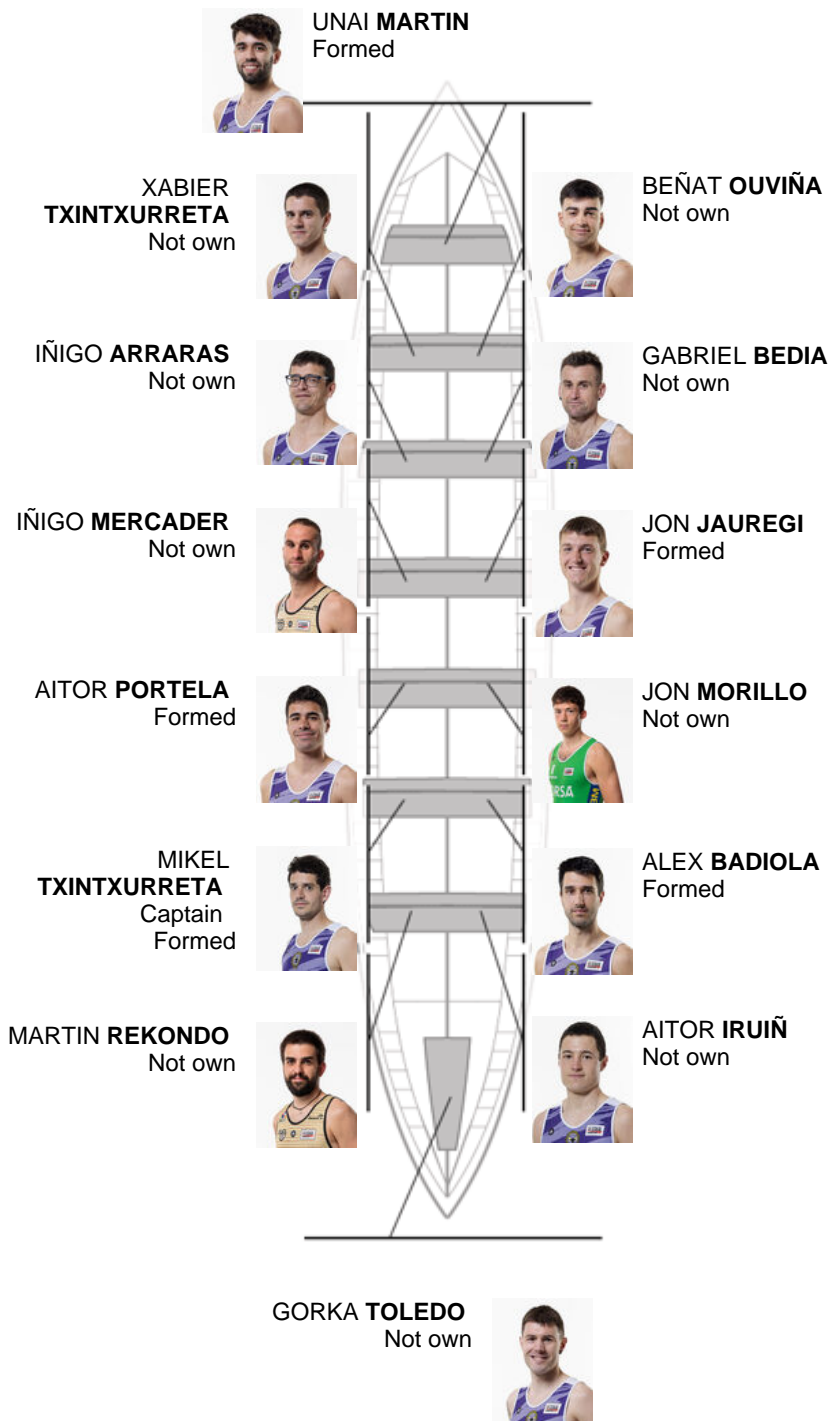 UNAI MARTIN
Formed
XABIER
TXINTXURRETA
Not own
BEÑAT OUVIÑA
Not own
IÑIGO ARRARAS
Not own
GABRIEL BEDIA
Not own
IÑIGO MERCADER
Not own
JON JAUREGI
Formed
AITOR PORTELA
Formed
JON MORILLO
Not own
MIKEL
TXINTXURRETA
Captain
Formed
ALEX BADIOLA
Formed
MARTIN REKONDO
Not own
AITOR IRUIÑ
Not own
GORKA TOLEDO
Not own